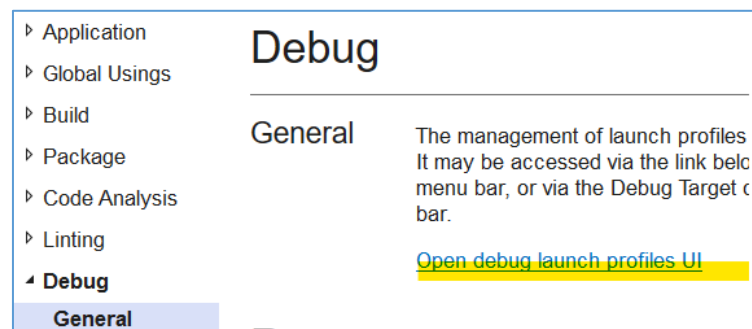 Application
Global Usings
Build
Package
Code Analysis
Linting
Debug
General
Debug
General
The management of launch profiles
It may be accessed via the link belo
menu bar, or via the Debug Target
bar.
Open debug launch profiles UI